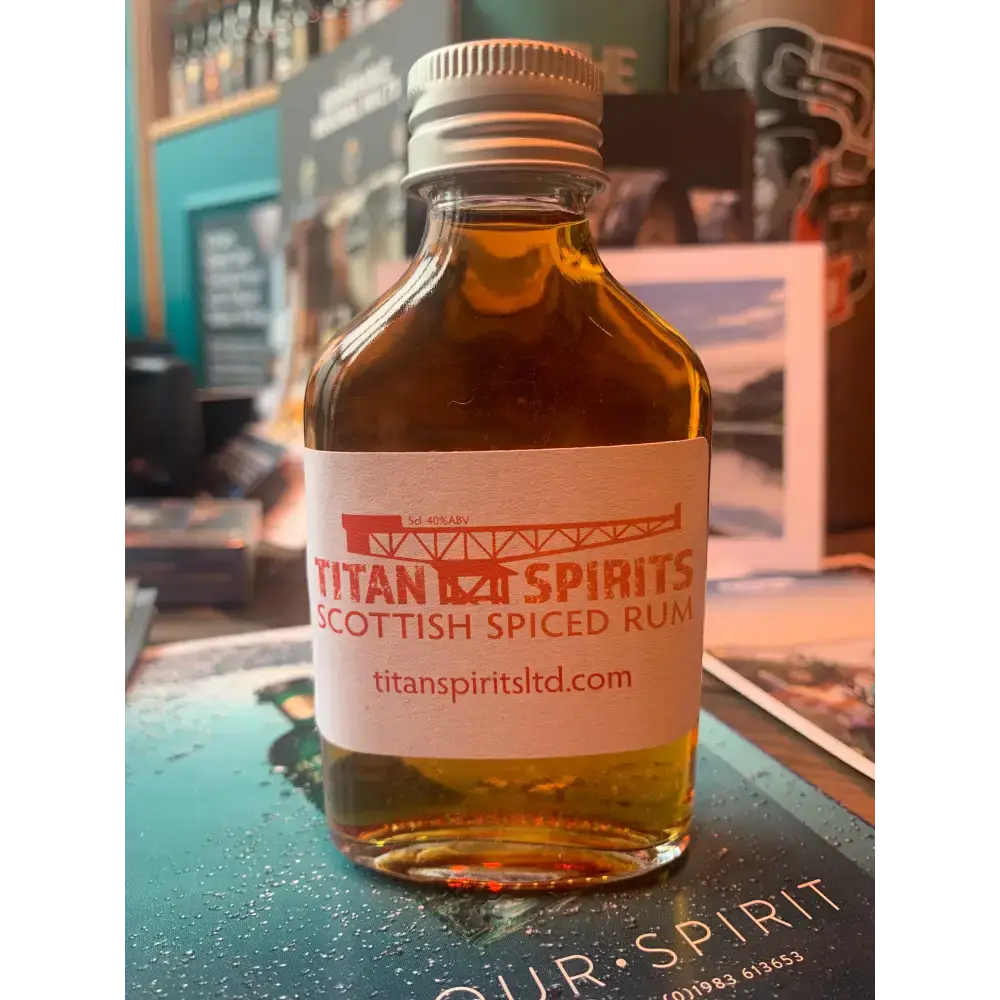 5cl 40%ABV
TITAN SPIRITS
SCOTTISH SPICED RUM
titanspiritsltd.com
OUR • SPIRIT
(0)1983 613653